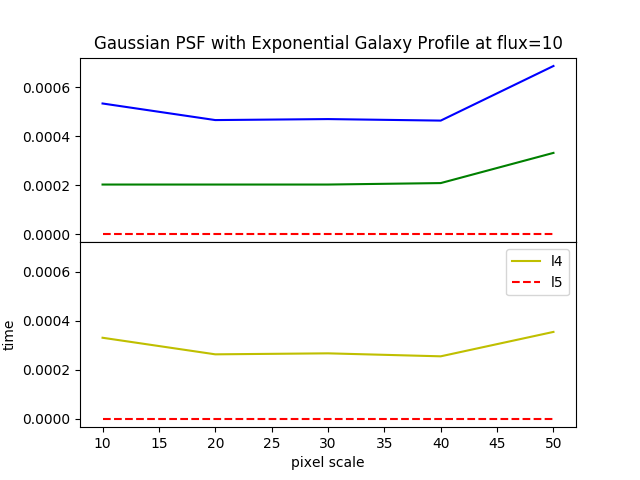 Gaussian PSF with Exponential Galaxy Profile at flux=10
0.0006
0.0004
0.0002
0.0000
0.0006
0.0004
0.0002
0.0000
time
l4
l5
10 15 20 25 30 35 40 45 50
pixel scale